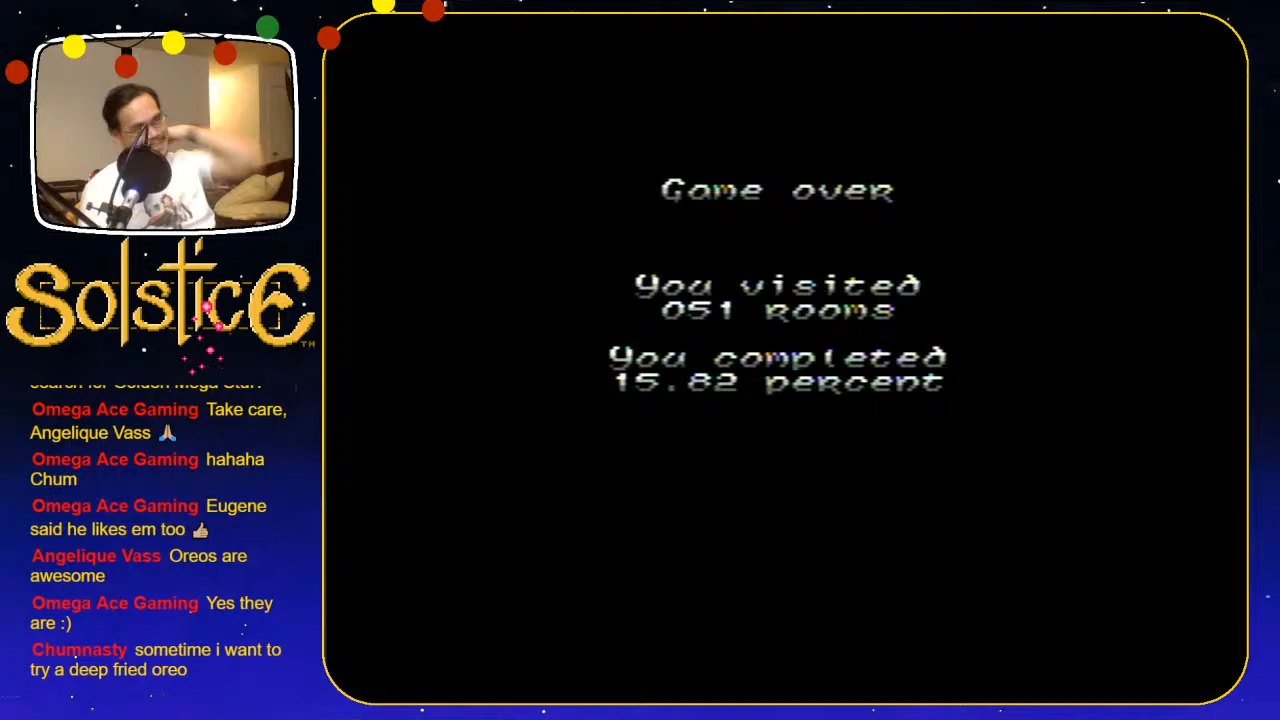 Game over
You visited
051 rooms
You completed
15.82 percent
Solstice™
Omega Ace Gaming Take care,
Angelique Vass 🙏🏼
Omega Ace Gaming hahaha
Chum
Omega Ace Gaming Eugene
said he likes em too 👍🏼
Angelique Vass Oreos are
awesome
Omega Ace Gaming Yes they
are :)
Chumnasty sometime i want to
try a deep fried oreo